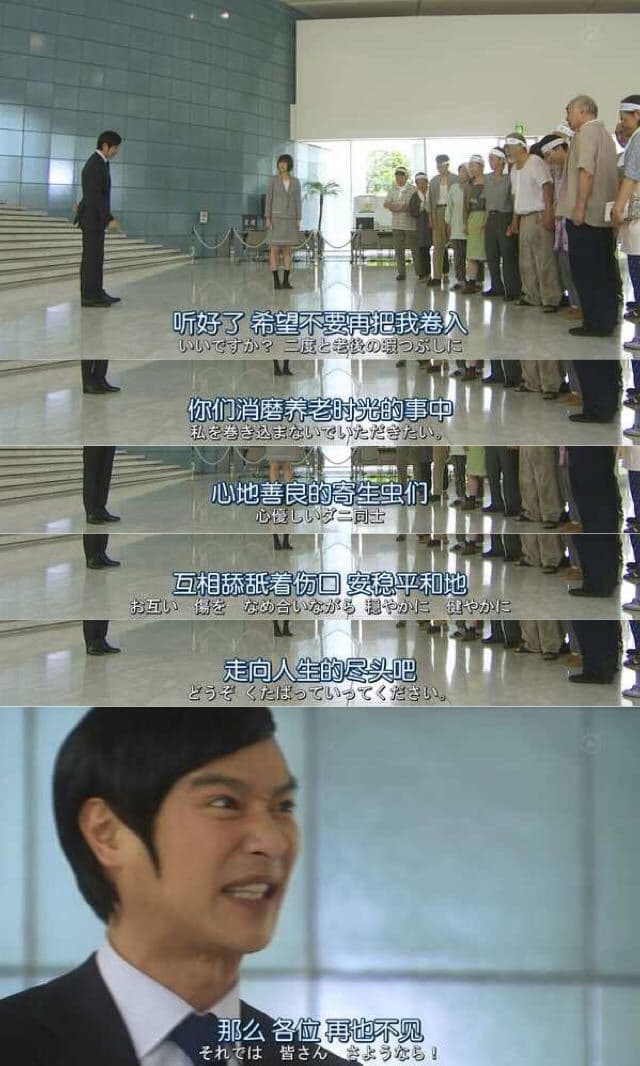 听好了 希望不要再把我卷入
いいですか? 二度と老後の暇つぶしに
你们消磨养老时光的事中
私を巻き込まないでいただきたい。
心地善良的寄生虫们
心優しいダニ同士
互相舔舐着伤口 安稳平和地
お互い 傷を なめ合いながら 穏やかに 健やかに
走向人生的尽头吧
どうぞ くたばっていってください。
那么 各位 再也不见
それでは 皆さん さようなら!